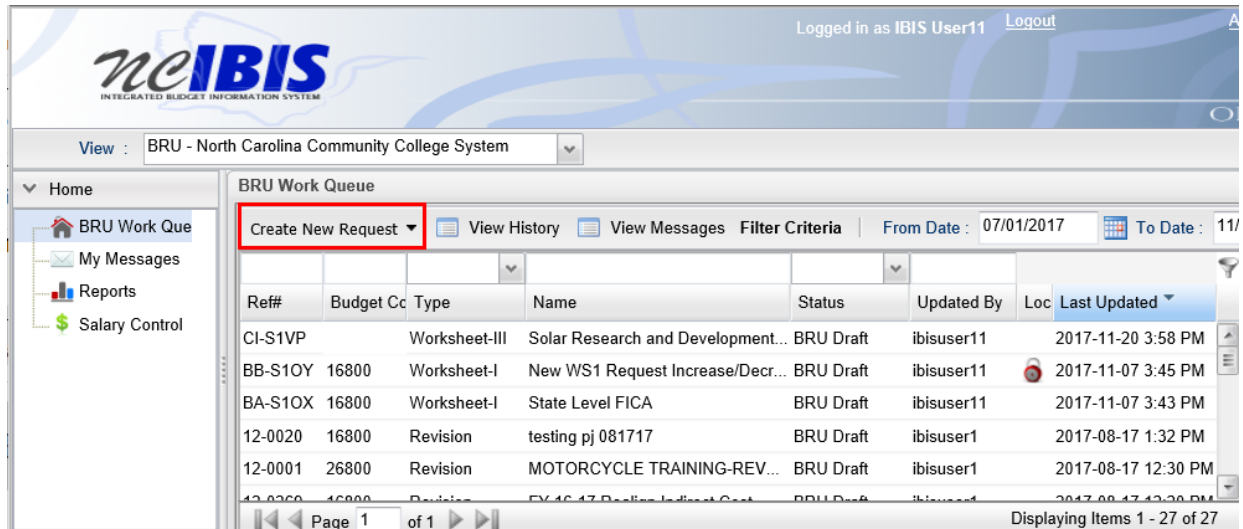 Logged in as IBIS User11 Logout A
ncIBIS
INTEGRATED BUDGET INFORMATION SYSTEM
View : BRU - North Carolina Community College System
Home
BRU Work Que
My Messages
Reports
Salary Control
BRU Work Queue
Create New Request View History View Messages Filter Criteria From Date : 07/01/2017 To Date : 11/
Ref# Budget Co Type Name Status Updated By Loc Last Updated
CI-S1VP Worksheet-III Solar Research and Development... BRU Draft ibisuser11 2017-11-20 3:58 PM
BB-S1OY 16800 Worksheet-I New WS1 Request Increase/Decr... BRU Draft ibisuser11 2017-11-07 3:45 PM
BA-S1OX 16800 Worksheet-I State Level FICA BRU Draft ibisuser11 2017-11-07 3:43 PM
12-0020 16800 Revision testing pj 081717 BRU Draft ibisuser1 2017-08-17 1:32 PM
12-0001 26800 Revision MOTORCYCLE TRAINING-REV... BRU Draft ibisuser1 2017-08-17 12:30 PM
Page 1 of 1 Displaying Items 1 - 27 of 27